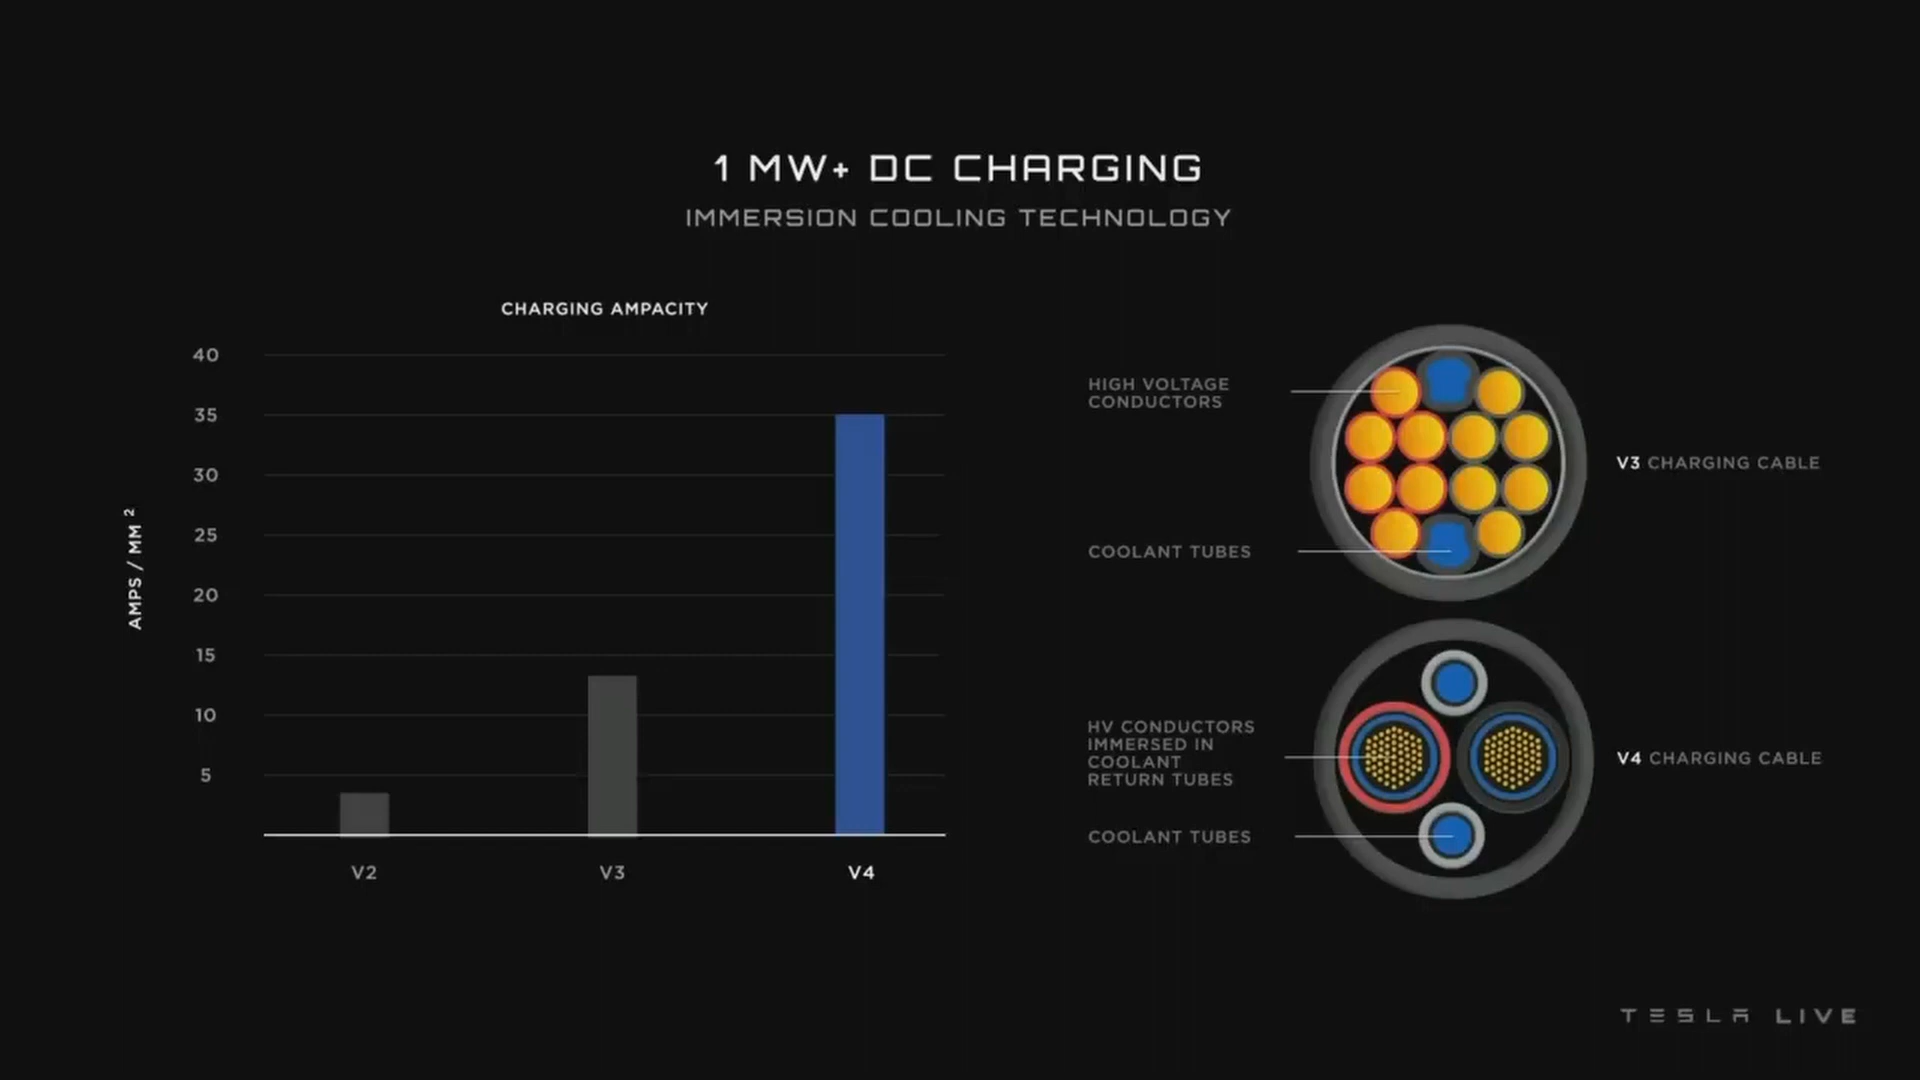 1 MW+ DC CHARGING
IMMERSION COOLING TECHNOLOGY
CHARGING AMPACITY
40
35
30
25
20
15
10
5
AMPS / MM ²
V2
V3
V4
HIGH VOLTAGE
CONDUCTORS
COOLANT TUBES
V3 CHARGING CABLE
HV CONDUCTORS
IMMERSED IN
COOLANT
RETURN TUBES
COOLANT TUBES
V4 CHARGING CABLE
TESLA LIVE